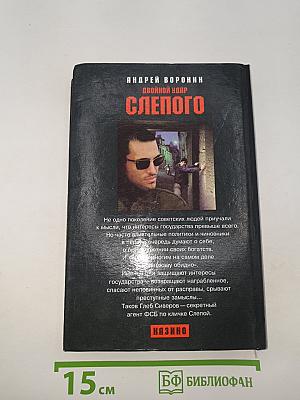 АНДРЕЙ ВОРОНИН
ДВОЙНОЙ УДАР
СЛЕПОГО
Не одно поколение советских людей приучали
к мысли, что интересы государства превыше всего.
Но часто влиятельные политики и чиновники
в очередь думают о себе,
своих богатств.
на самом деле
обидно».
защищают интересы
государства, возвращают награбленное,
спасают невиновных от расправы, срывают
преступные замыслы...
Таков Глеб Сиверов — секретный
агент ФСБ по кличке Слепой.
КАЗИНО
15 см
БФ БИБЛИОФАН